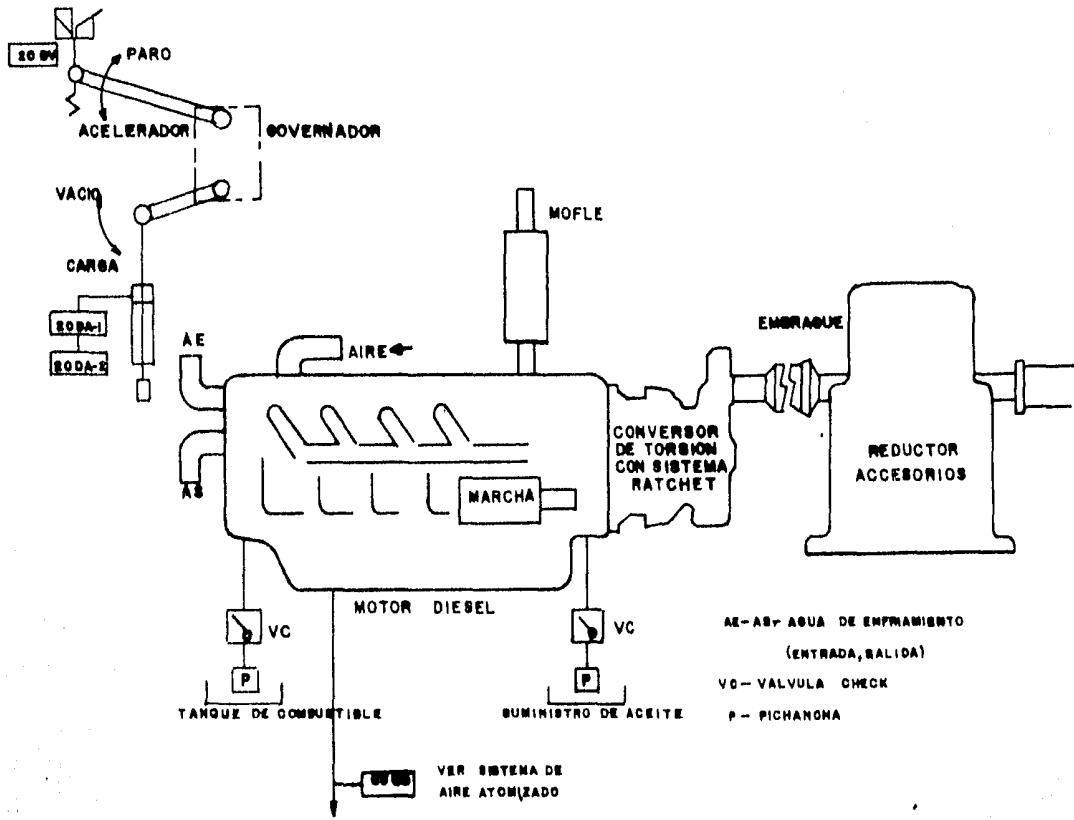 20 DV
PARO
ACELERADOR
GOVERNADOR
VACIO
CARGA
20DA-1
20DA-2
AE
AS
AIRE
MOFLE
EMBRAGUE
CONVERSOR
DE TORSION
CON SISTEMA
RATCHET
REDUCTOR
ACCESORIOS
MARCHA
MOTOR DIESEL
VC
VC
P
P
TANQUE DE COMBUSTIBLE
SUMINISTRO DE ACEITE
VER SISTEMA DE
AIRE ATOMIZADO
AE-AS- AGUA DE ENFRIAMIENTO
(ENTRADA, SALIDA)
VC-VALVULA CHECK
P-PICHANCHA